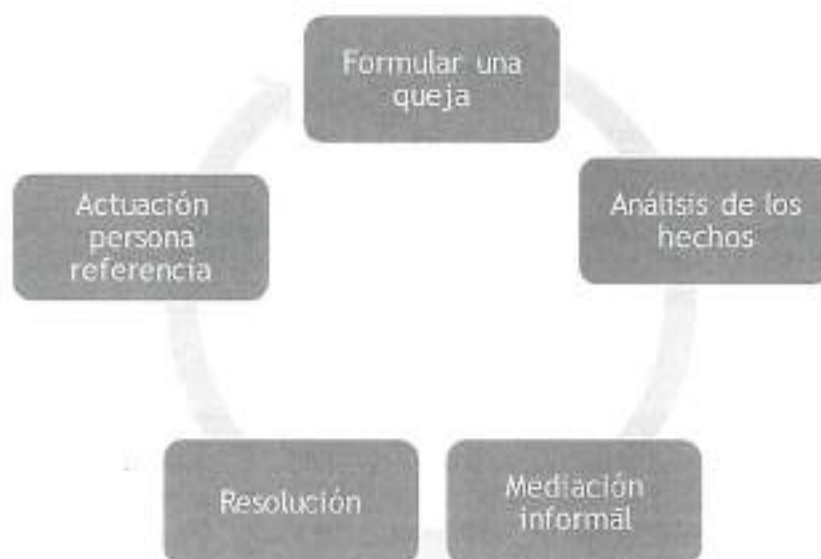 Formular una
queja
Análisis de los
hechos
Mediación
informal
Resolución
Actuación
persona
referencia